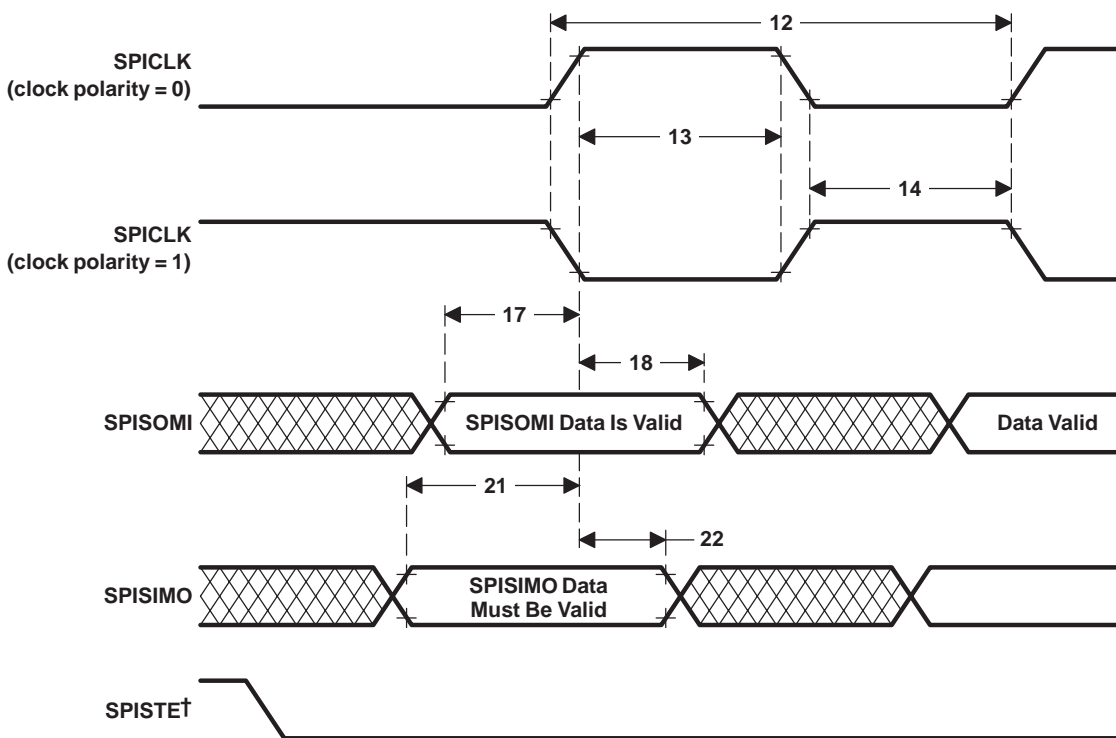 12
SPICLK
(clock polarity = 0)
13
14
SPICLK
(clock polarity = 1)
17
18
SPISOMI
SPISOMI Data Is Valid
Data Valid
21
22
SPISIMO
SPISIMO Data
Must Be Valid
SPISTE†